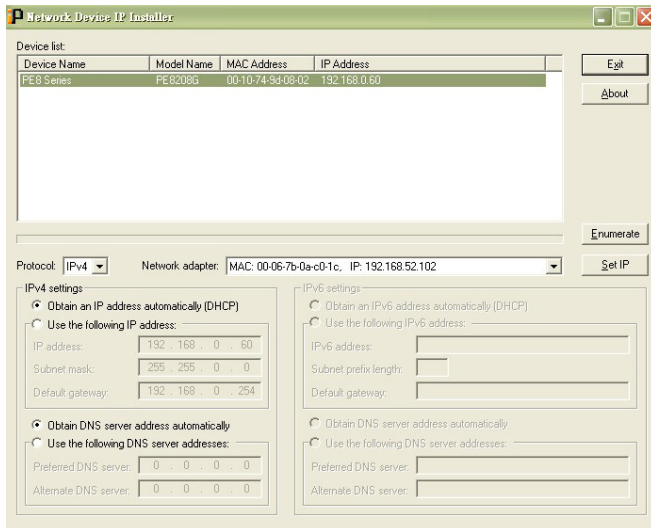 Network Device IP Installer
Device list:
Device Name Model Name MAC Address IP Address
PE8 Series PE8208G 00-10-74-9d-08-02 192.168.0.60
Exit
About
Enumerate
Protocol: IPv4 Network adapter: MAC: 00-06-7b-0a-c0-1c, IP: 192.168.52.102 Set IP
IPv4 settings
Obtain an IP address automatically (DHCP)
Use the following IP address:
IP address: 192 . 168 . 0 . 60
Subnet mask: 255 . 255 . 0 . 0
Default gateway: 192 . 168 . 0 . 254
Obtain DNS server address automatically
Use the following DNS server addresses:
Preferred DNS server: 0 . 0 . 0 . 0
Alternate DNS server: 0 . 0 . 0 . 0
IPv6 settings
Obtain an IPv6 address automatically (DHCP)
Use the following IPv6 address:
IPv6 address:
Subnet prefix length:
Default gateway:
Obtain DNS server address automatically
Use the following DNS server addresses:
Preferred DNS server:
Alternate DNS server: